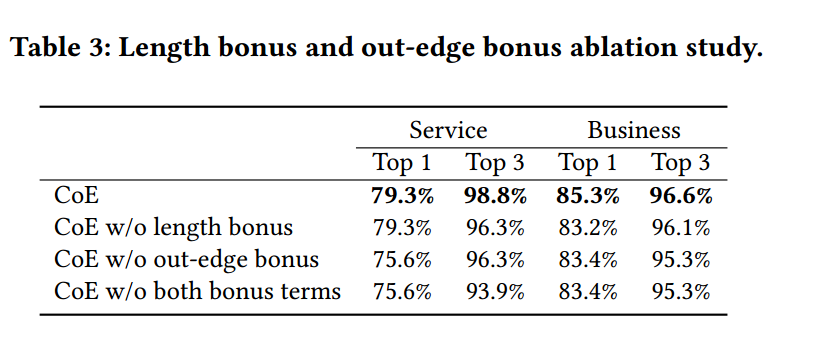 Table 3: Length bonus and out-edge bonus ablation study.
Service Business
Top 1 Top 3 Top 1 Top 3
CoE 79.3% 98.8% 85.3% 96.6%
CoE w/o length bonus 79.3% 96.3% 83.2% 96.1%
CoE w/o out-edge bonus 75.6% 96.3% 83.4% 95.3%
CoE w/o both bonus terms 75.6% 93.9% 83.4% 95.3%